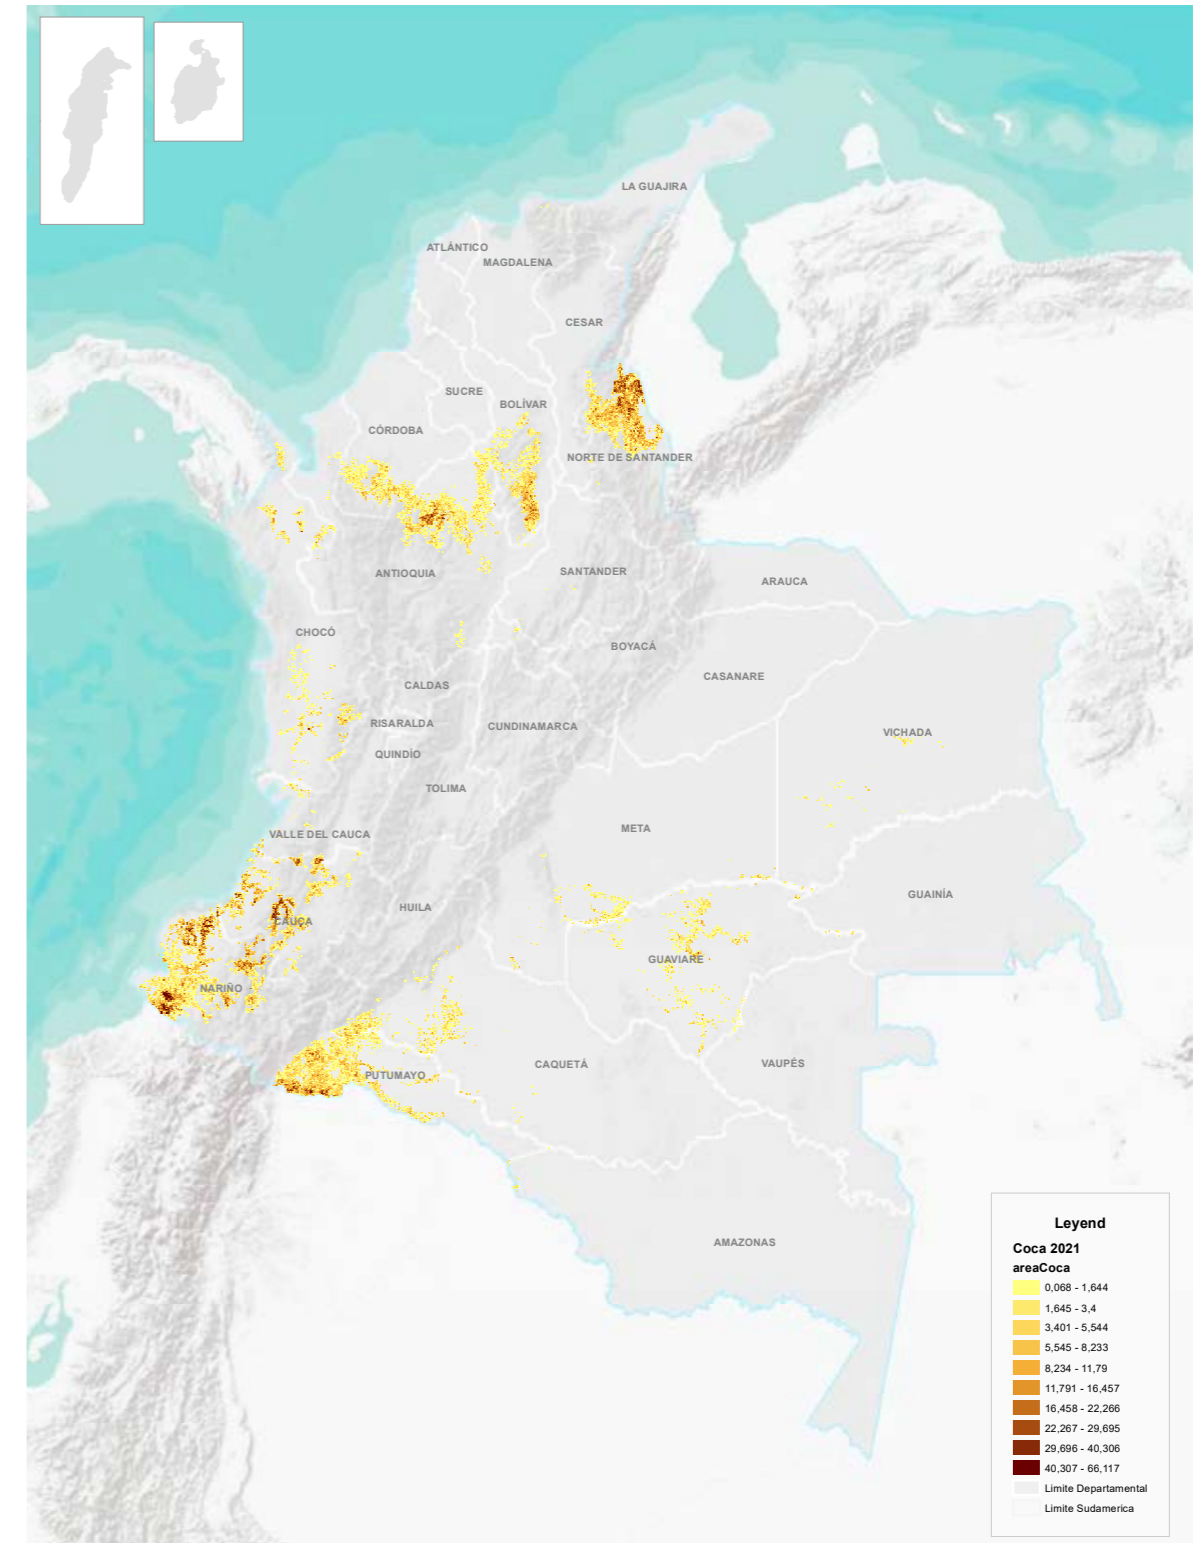 LA GUAJIRA
ATLÁNTICO
MAGDALENA
CESAR
SUCRE
BOLÍVAR
CÓRDOBA
NORTE DE SANTANDER
ANTIOQUIA
SANTANDER
ARAUCA
CHOCÓ
BOYACÁ
CASANARE
CALDAS
RISARALDA
CUNDINAMARCA
VICHADA
QUINDÍO
TOLIMA
META
VALLE DEL CAUCA
GUAINÍA
HUILA
CAUCA
GUAVIARE
NARIÑO
CAQUETÁ
VAUPÉS
PUTUMAYO
AMAZONAS
Leyend
Coca 2021
areaCoca
0,068 - 1,644
1,645 - 3,4
3,401 - 5,544
5,545 - 8,233
8,234 - 11,79
11,791 - 16,457
16,458 - 22,266
22,267 - 29,695
29,696 - 40,306
40,307 - 66,117
Limite Departamental
Limite Sudamerica